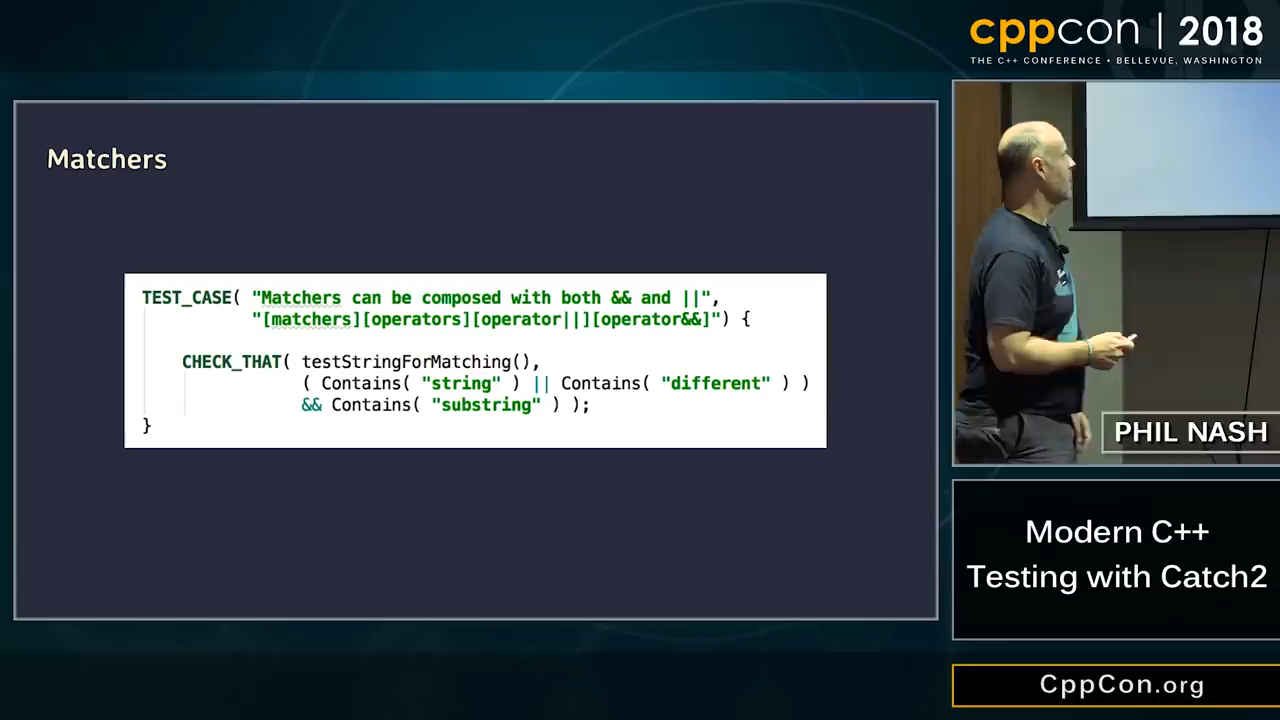 cppcon | 2018
THE C++ CONFERENCE • BELLEVUE, WASHINGTON
Matchers
TEST_CASE( "Matchers can be composed with both && and ||",
"[matchers][operators][operator||][operator&&]") {
CHECK_THAT( testStringForMatching(),
( Contains( "string" ) || Contains( "different" ) )
&& Contains( "substring" ) );
}
PHIL NASH
Modern C++
Testing with Catch2
CppCon.org